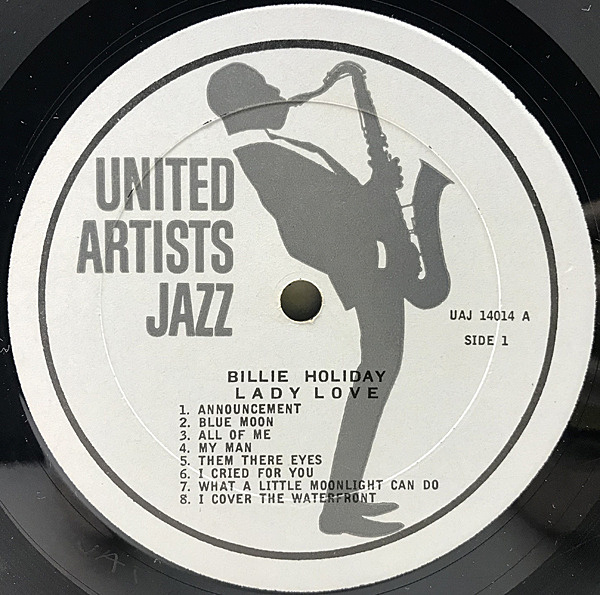 UNITED
ARTISTS
JAZZ
UAJ 14014 A
SIDE 1
BILLIE HOLIDAY
LADY LOVE
1. ANNOUNCEMENT
2. BLUE MOON
3. ALL OF ME
4. MY MAN
5. THEM THERE EYES
6. I CRIED FOR YOU
7. WHAT A LITTLE MOONLIGHT CAN DO
8. I COVER THE WATERFRONT